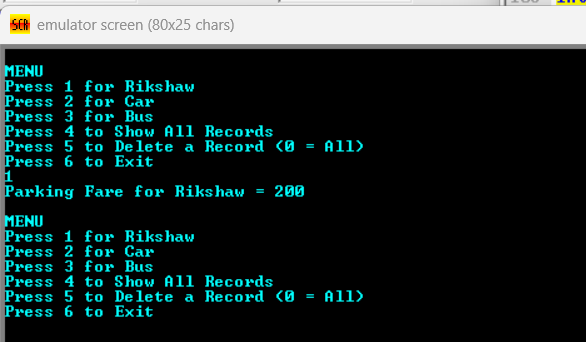 emulator screen (80x25 chars)
MENU
Press 1 for Rikshaw
Press 2 for Car
Press 3 for Bus
Press 4 to Show All Records
Press 5 to Delete a Record (0 = All)
Press 6 to Exit
1
Parking Fare for Rikshaw = 200
MENU
Press 1 for Rikshaw
Press 2 for Car
Press 3 for Bus
Press 4 to Show All Records
Press 5 to Delete a Record (0 = All)
Press 6 to Exit